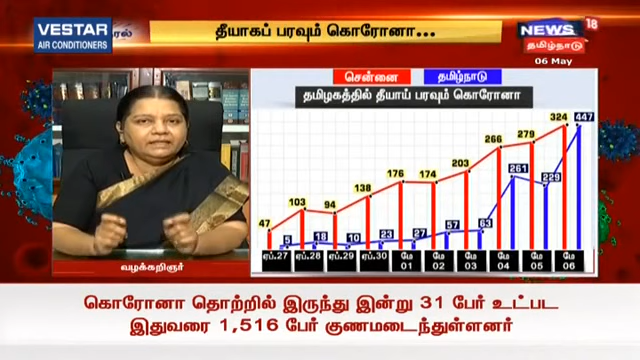 VESTAR
AIR CONDITIONERS
ரல்
தீயாகப் பரவும் கொரோனா...
NEWS 18
தமிழ்நாடு
06 May
சென்னை தமிழ்நாடு
தமிழகத்தில் தீயாய் பரவும் கொரோனா
47 103 94 138 176 174 203 266 279 324
5 18 10 23 27 57 63 261 229 447
ஏப்.27 ஏப்.28 ஏப்.29 ஏப்.30 மே 01 மே 02 மே 03 மே 04 மே 05 மே 06
வழக்கறிஞர்
கொரோனா தொற்றில் இருந்து இன்று 31 பேர் உட்பட
இதுவரை 1,516 பேர் குணமடைந்துள்ளனர்